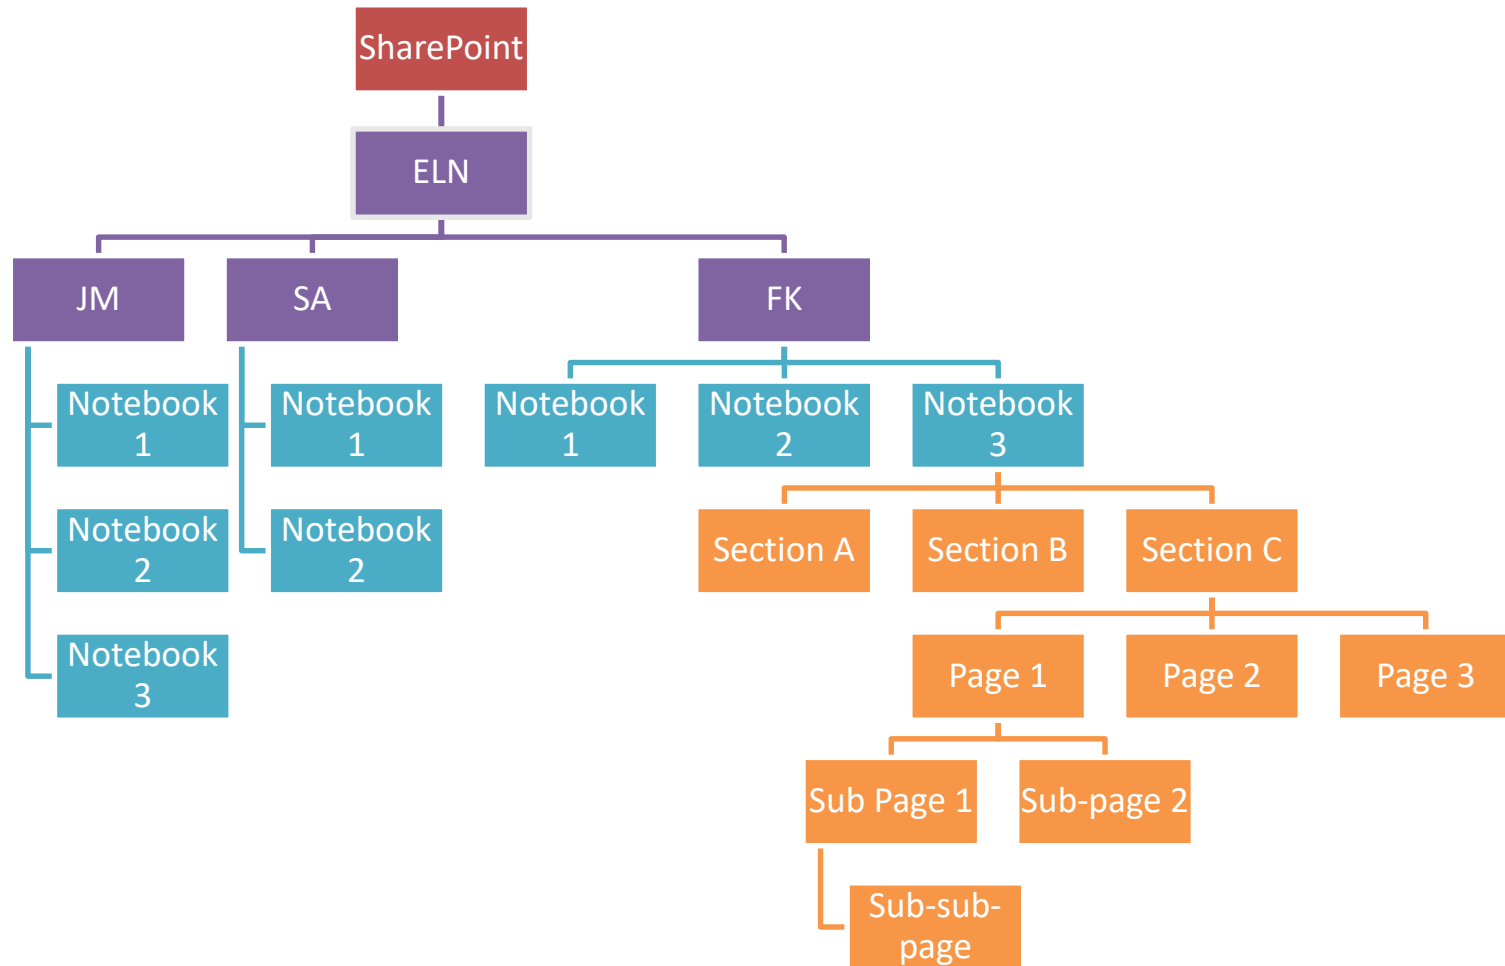 SharePoint
ELN
JM
SA
FK
Notebook
1
Notebook
1
Notebook
1
Notebook
2
Notebook
3
Notebook
2
Notebook
2
Section A
Section B
Section C
Notebook
3
Page 1
Page 2
Page 3
Sub Page 1
Sub-page 2
Sub-sub-
page